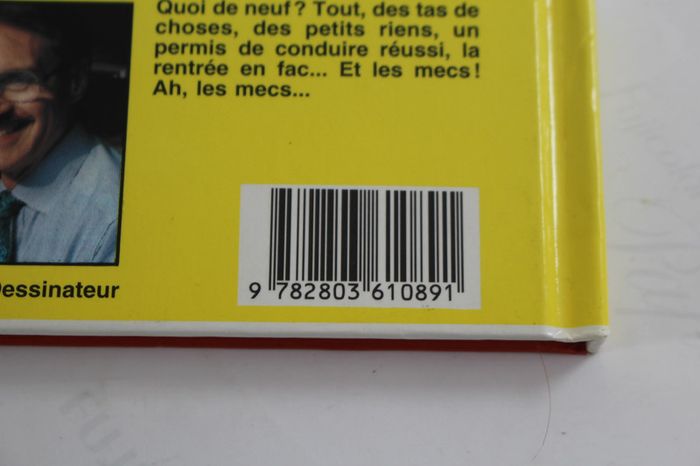 Quoi de neuf ? Tout, des tas de
choses, des petits riens, un
permis de conduire réussi, la
rentrée en fac... Et les mecs !
Ah, les mecs...
Dessinateur
9 782803 610891